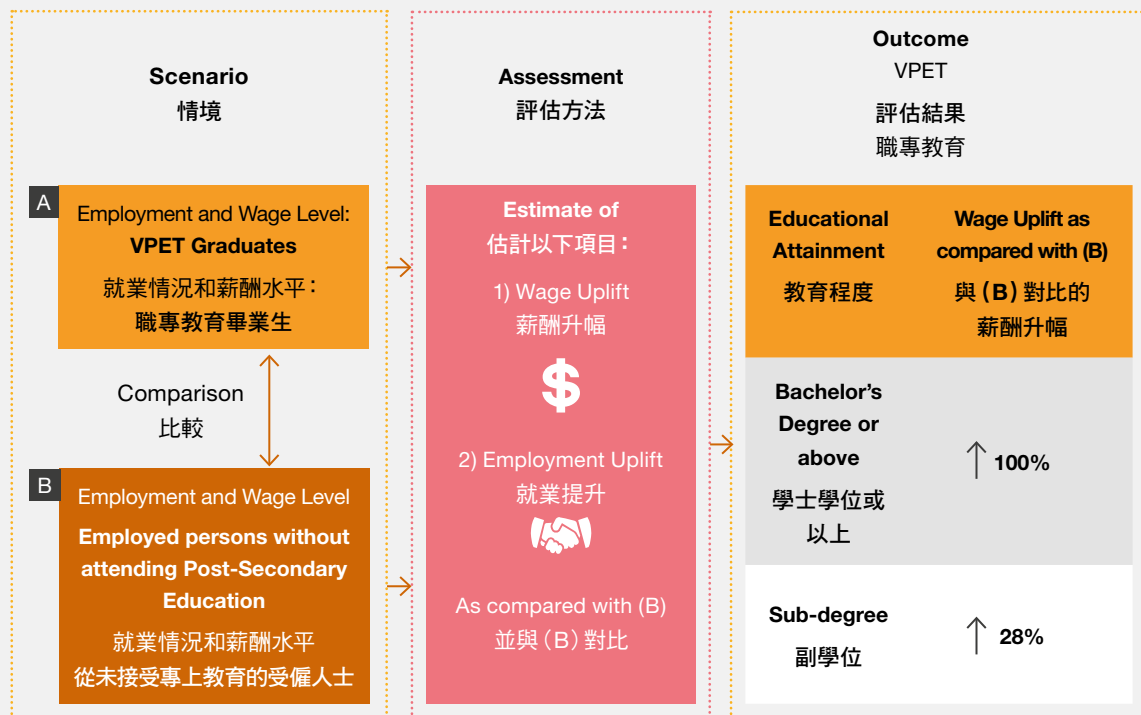 Scenario
情境
A
Employment and Wage Level:
VPET Graduates
就業情況和薪酬水平：
職專教育畢業生
Comparison
比較
B
Employment and Wage Level
Employed persons without
attending Post-Secondary
Education
就業情況和薪酬水平
從未接受專上教育的受僱人士
Assessment
評估方法
Estimate of
估計以下項目：
1) Wage Uplift
薪酬升幅
$
2) Employment Uplift
就業提升
As compared with (B)
並與（B）對比
Outcome
VPET
評估結果
職專教育
Educational
Attainment
教育程度
Wage Uplift as
compared with (B)
與（B）對比的
薪酬升幅
Bachelor’s
Degree or
above
學士學位或
以上
↑ 100%
Sub-degree
副學位
↑ 28%